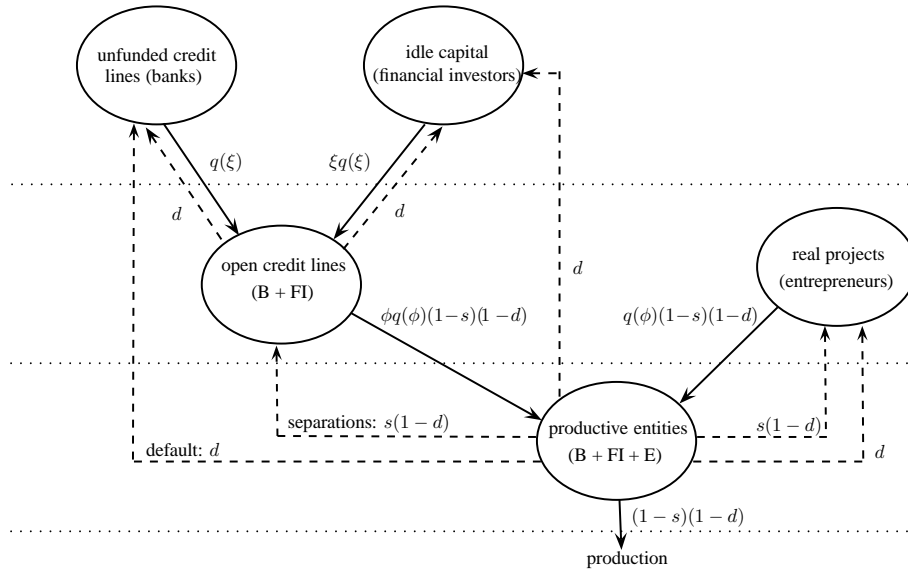 unfunded credit
lines (banks)
idle capital
(financial investors)
q(ξ)
ξq(ξ)
d
d
d
open credit lines
(B + FI)
real projects
(entrepreneurs)
ϕq(ϕ)(1−s)(1−d)
q(ϕ)(1−s)(1−d)
separations: s(1−d)
productive entities
(B + FI + E)
s(1−d)
default: d
d
(1−s)(1−d)
production